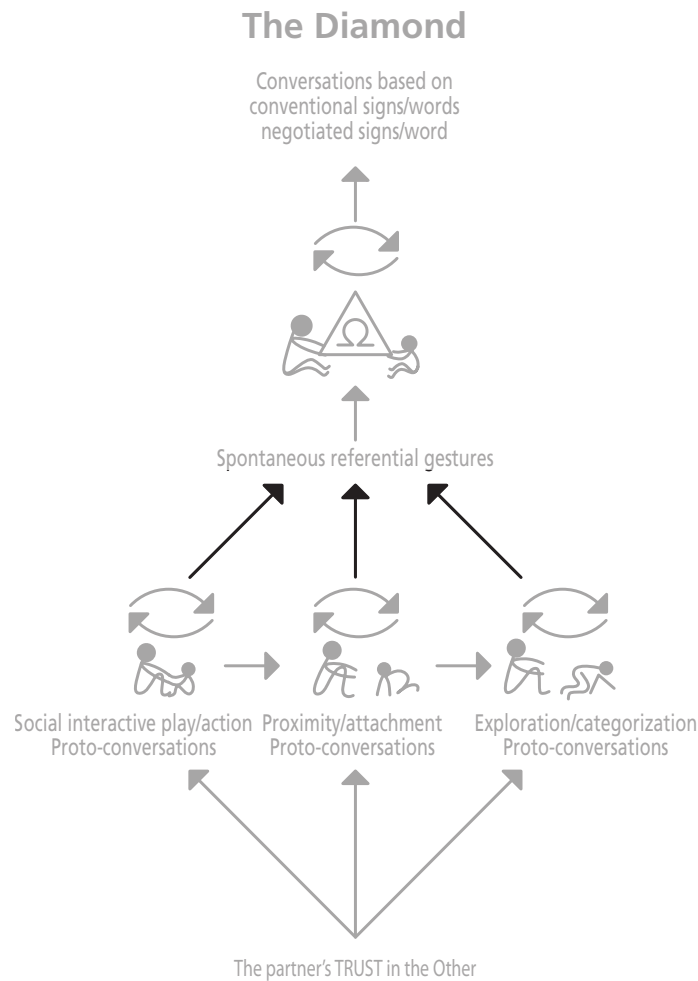 The Diamond
Conversations based on
conventional signs/words
negotiated signs/word
Ω
Spontaneous referential gestures
Social interactive play/action
Proto-conversations
Proximity/attachment
Proto-conversations
Exploration/categorization
Proto-conversations
The partner's TRUST in the Other